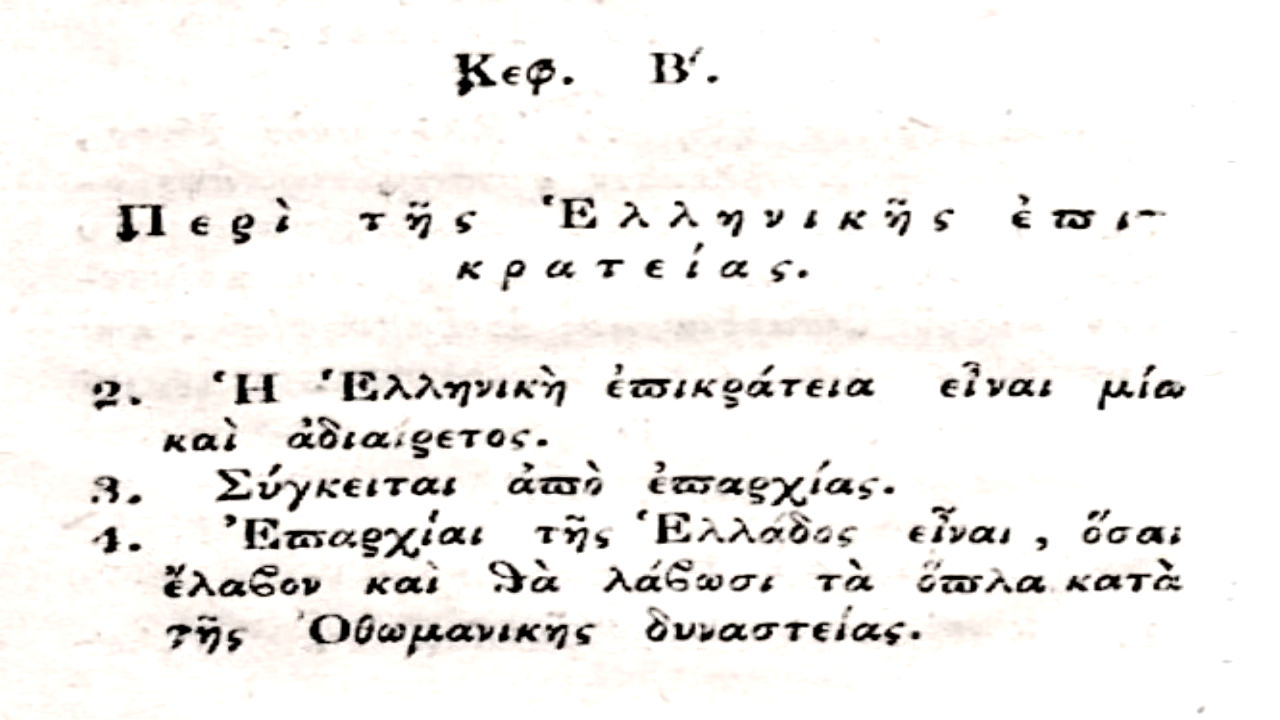 Κεφ. Β΄.
Περὶ τῆς Ἑλληνικῆς ἐπι-
κρατείας.
2. Ἡ Ἑλληνικὴ ἐπικράτεια εἶναι μία
καὶ ἀδιαίρετος.
3. Σύγκειται ἀπὸ ἐπαρχίας.
4. Ἐπαρχίαι τῆς Ἑλλάδος εἶναι, ὅσαι
ἔλαβον καὶ θὰ λάβωσι τὰ ὅπλα κατὰ
τῆς Ὀθωμανικῆς δυναστείας.